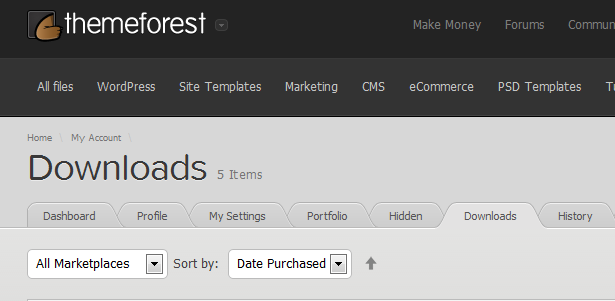 themeforest
Make Money Forums
All files WordPress Site Templates Marketing CMS eCommerce PSD Templates
Home \ My Account \
Downloads 5 Items
Dashboard Profile My Settings Portfolio Hidden Downloads History
All Marketplaces Sort by: Date Purchased